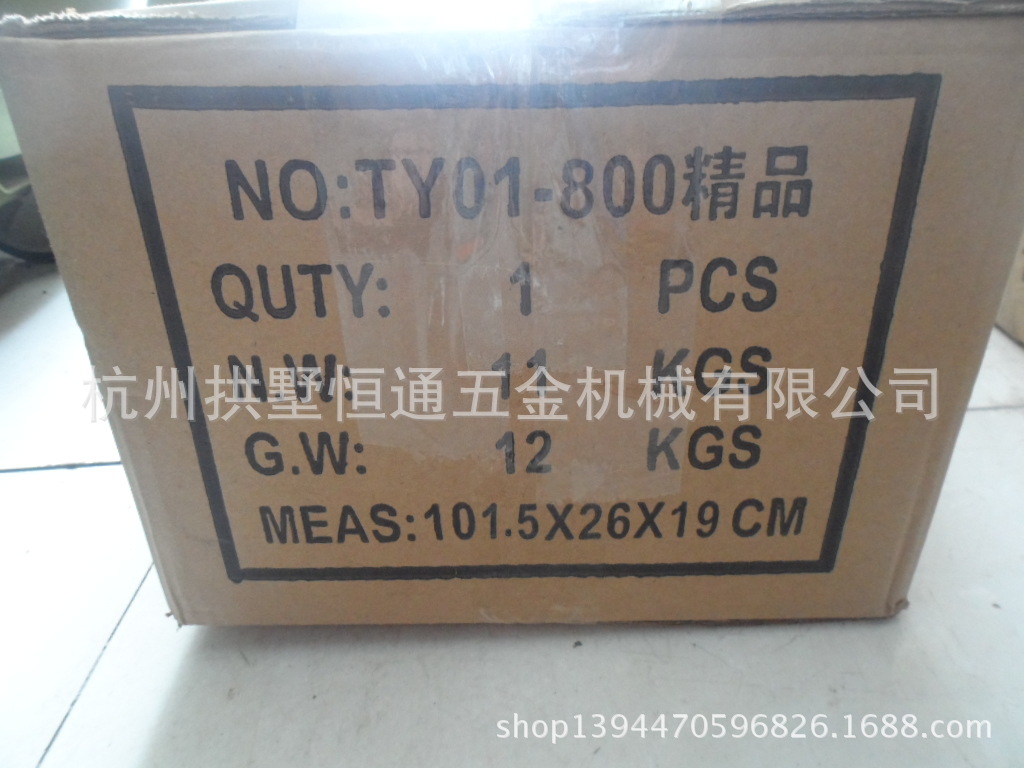 NO:TY01-800精品
QUTY: 1 PCS
N.W: 11 KGS
杭州拱墅恒通五金机械有限公司
G.W: 12 KGS
MEAS:101.5X26X19 CM
shop1394470596826.1688.com